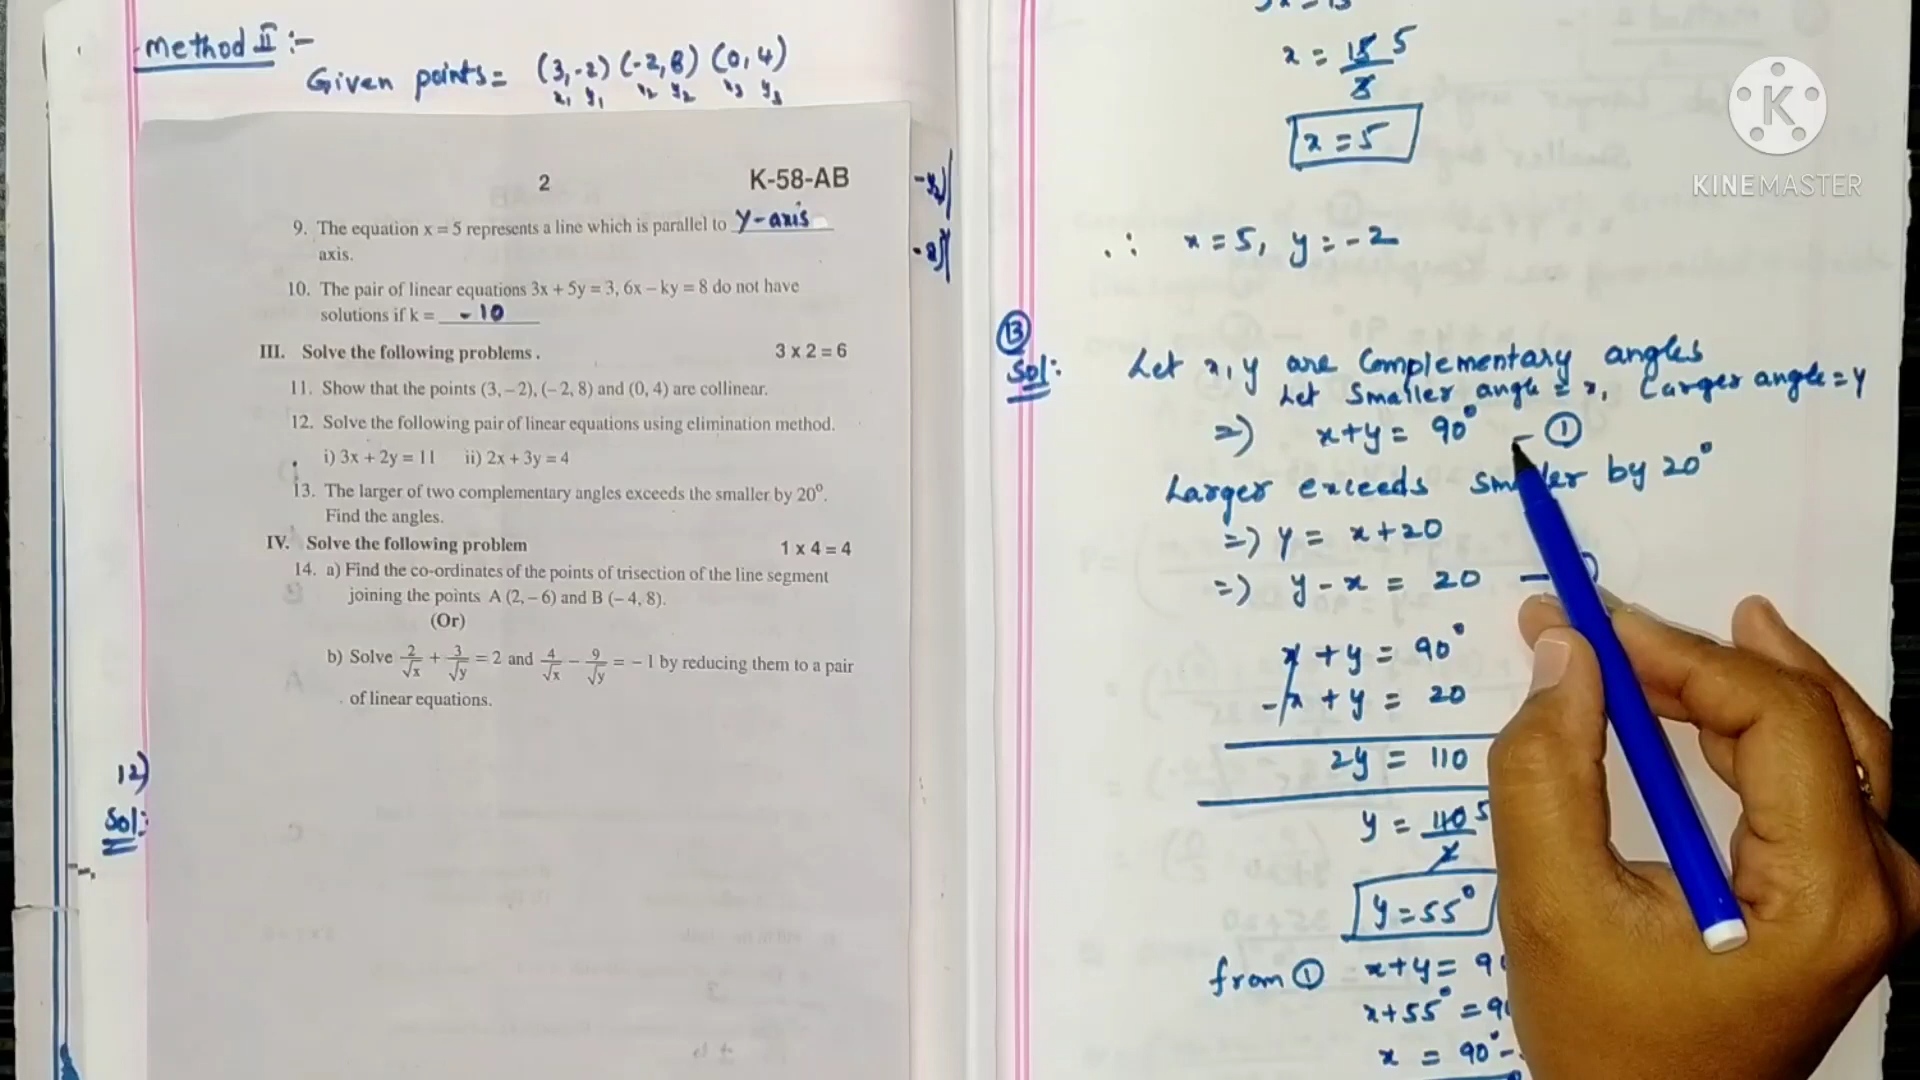 Method II :-
Given points = (3,-2) (-2,8) (0,4)
x₁ y₁ x₂ y₂ x₃ y₃
2 K-58-AB
9. The equation x = 5 represents a line which is parallel to Y-axis
axis.
10. The pair of linear equations 3x + 5y = 3, 6x – ky = 8 do not have
solutions if k = -10
III. Solve the following problems . 3 x 2 = 6
11. Show that the points (3, – 2), (– 2, 8) and (0, 4) are collinear.
12. Solve the following pair of linear equations using elimination method.
i) 3x + 2y = 11 ii) 2x + 3y = 4
13. The larger of two complementary angles exceeds the smaller by 20⁰.
Find the angles.
IV. Solve the following problem 1 x 4 = 4
14. a) Find the co-ordinates of the points of trisection of the line segment
joining the points A (2, – 6) and B (– 4, 8).
(Or)
b) Solve 2/√x + 3/√y = 2 and 4/√x – 9/√y = – 1 by reducing them to a pair
of linear equations.
12)
Sol:
x = 15/3 5
x = 5
∴ x = 5, y = -2
K
KINEMASTER
13
Sol: Let x, y are Complementary angles
Let Smaller angle = x, Larger angle = y
=) x+y = 90° - ①
Larger exceeds by 20°
=) y = x+20
=) y - x = 20 -
x + y = 90°
-x + y = 20
2y = 110
y = 110/2 5
y = 55°
from ① x+y =
x+55° =
x = 90°-